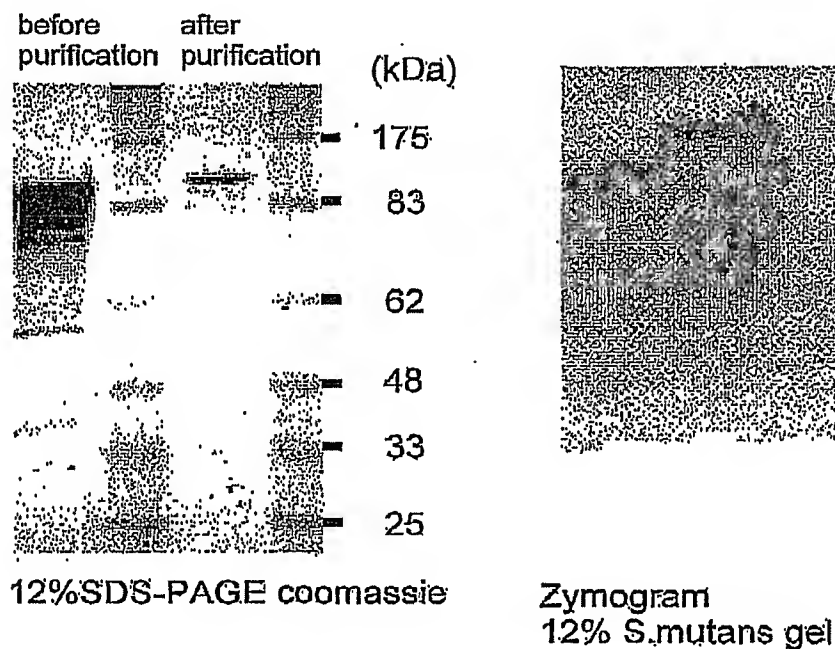 before after
purification purification
(kDa)
175
83
62
48
33
25
12%SDS-PAGE coomassie
Zymogram
12% S.mutans gel